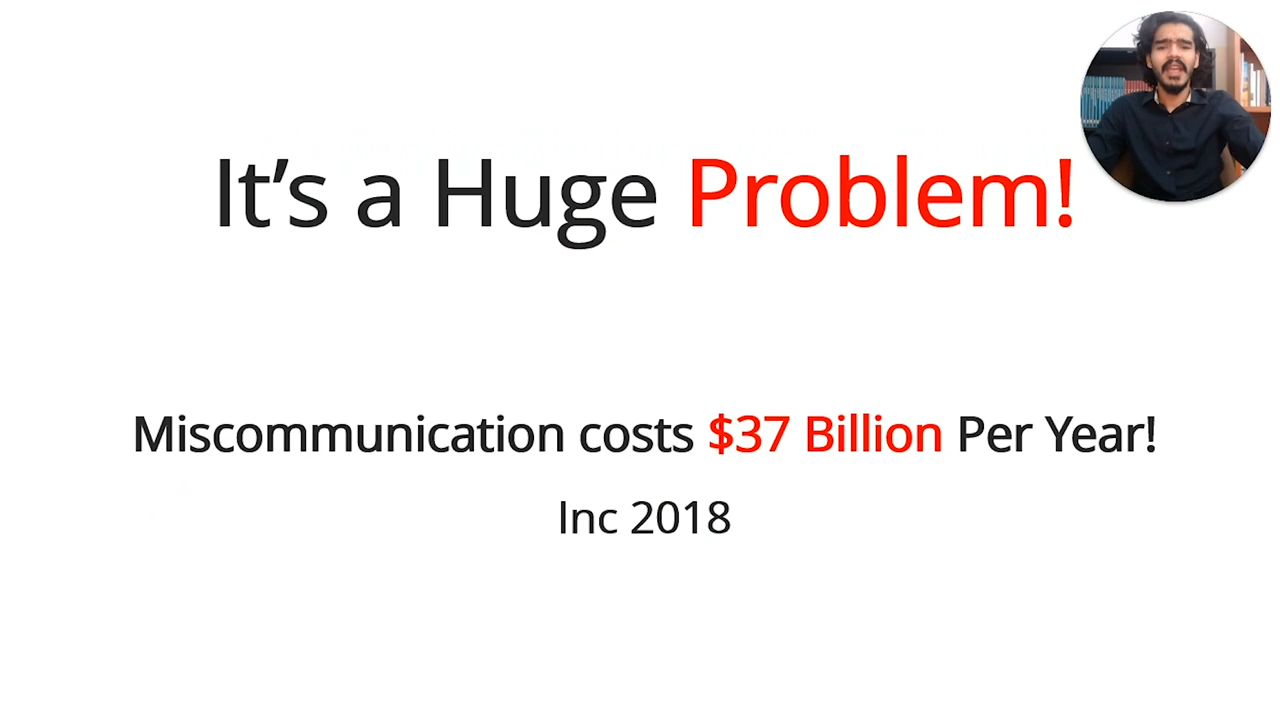 It’s a Huge Problem!
Miscommunication costs $37 Billion Per Year!
Inc 2018